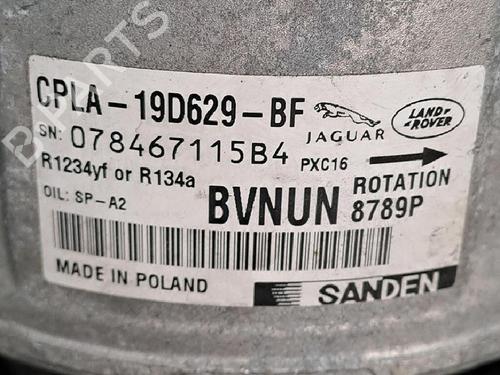 CPLA-19D629-BF
JAGUAR
LAND ROVER
SN: 078467115B4
PXC16
R1234yf or R134a
ROTATION
OIL: SP-A2
BVNUN 8789P
MADE IN POLAND
SANDEN
B PARTS